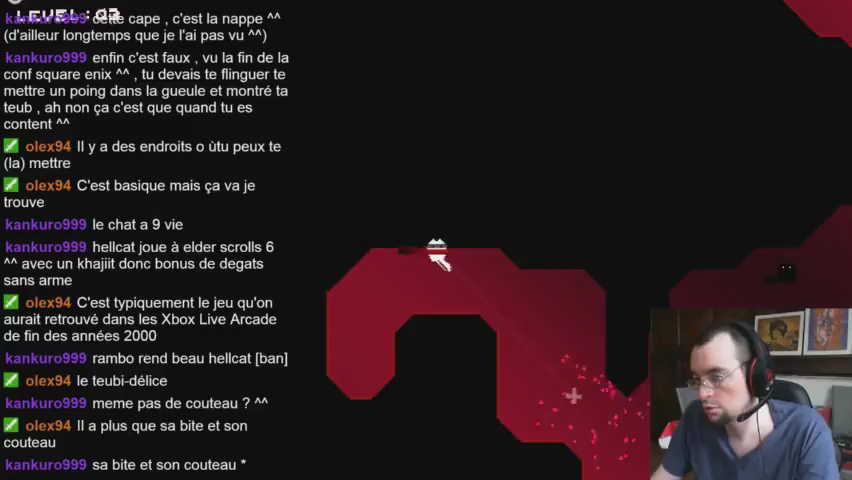 LEVEL:03
kankuro999 cette cape , c'est la nappe ^^
(d'ailleur longtemps que je l'ai pas vu ^^)
kankuro999 enfin c'est faux , vu la fin de la
conf square enix ^^ , tu devais te flinguer te
mettre un poing dans la gueule et montré ta
teub , ah non ça c'est que quand tu es
content ^^
olex94 Il y a des endroits o ùtu peux te
(la) mettre
olex94 C'est basique mais ça va je
trouve
kankuro999 le chat a 9 vie
kankuro999 hellcat joue à elder scrolls 6
^^ avec un khajiit donc bonus de degats
sans arme
olex94 C'est typiquement le jeu qu'on
aurait retrouvé dans les Xbox Live Arcade
de fin des années 2000
kankuro999 rambo rend beau hellcat [ban]
olex94 le teubi-délice
kankuro999 meme pas de couteau ? ^^
olex94 Il a plus que sa bite et son
couteau
kankuro999 sa bite et son couteau *